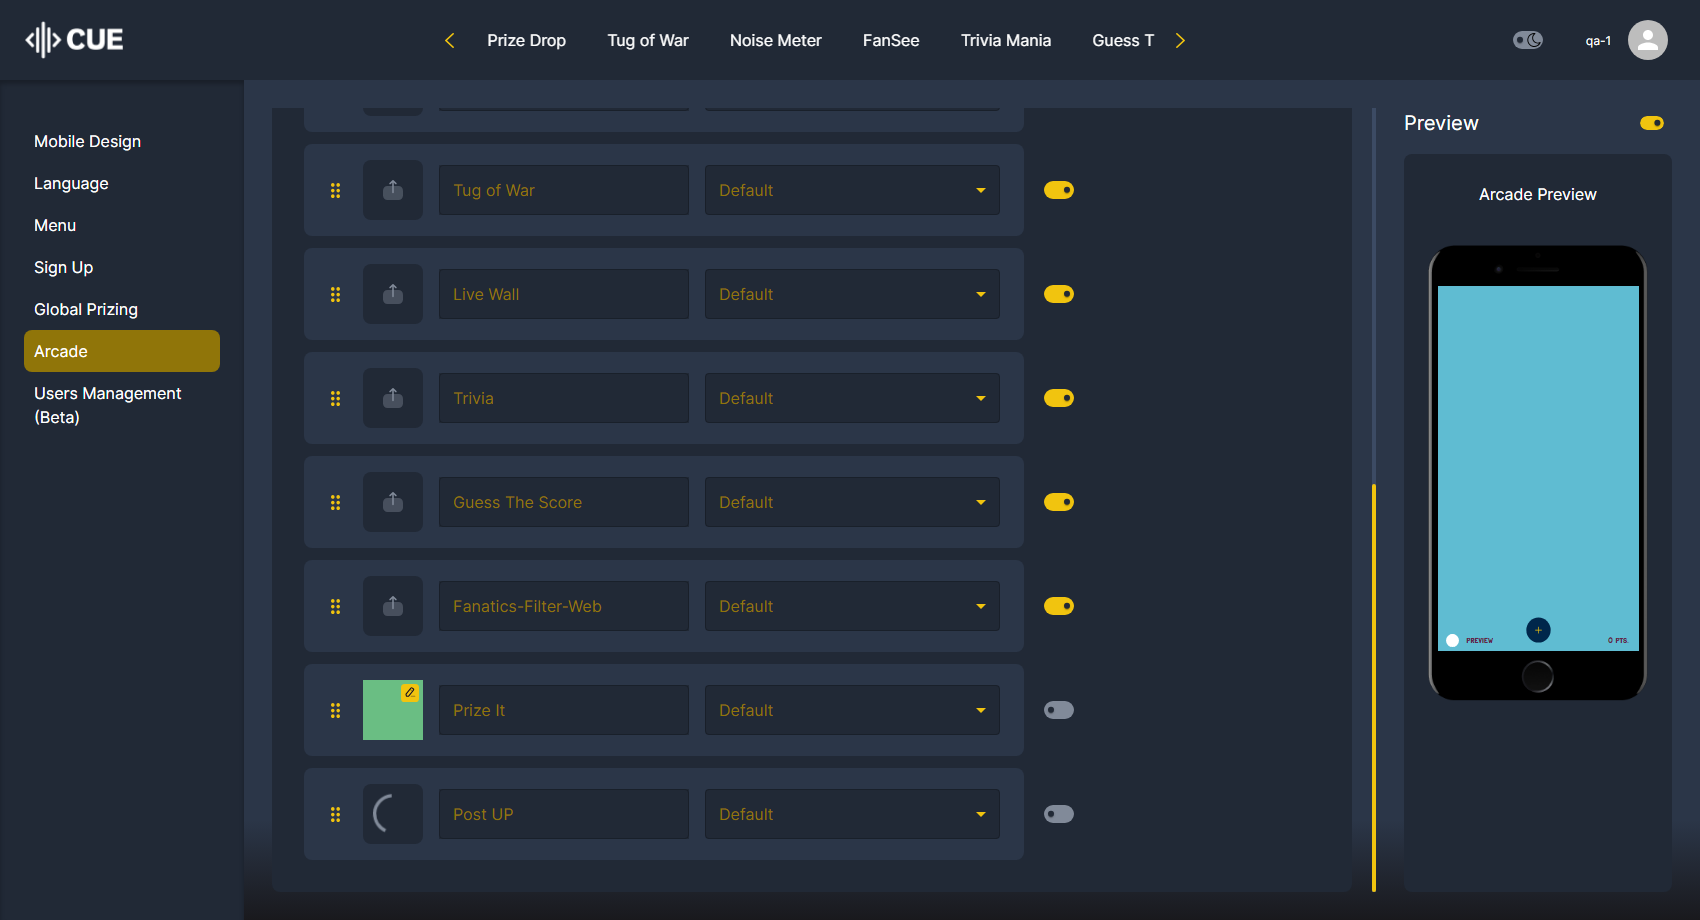 CUE
Prize Drop
Tug of War
Noise Meter
FanSee
Trivia Mania
Guess T
qa-1
Mobile Design
Language
Menu
Sign Up
Global Prizing
Arcade
Users Management
(Beta)
Tug of War
Default
Live Wall
Default
Trivia
Default
Guess The Score
Default
Fanatics-Filter-Web
Default
Prize It
Default
Post UP
Default
Preview
Arcade Preview
PREVIEW
0 PTS.